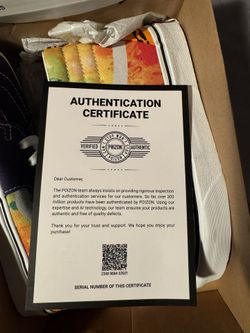 AUTHENTICATION
CERTIFICATE
VERIFIED
POIZON
AUTHENTIC
Dear Customer,
The POIZON team always insists on providing rigorous inspection
and authentication services for our customers. So far over 300
million products have been authenticated by POIZON. Using our
expertise and AI technology, our team ensures your products are
authentic and free of quality defects.
Thank you for your trust and support. We hope you enjoy your
purchase!
SERIAL NUMBER OF THIS CERTIFICATE